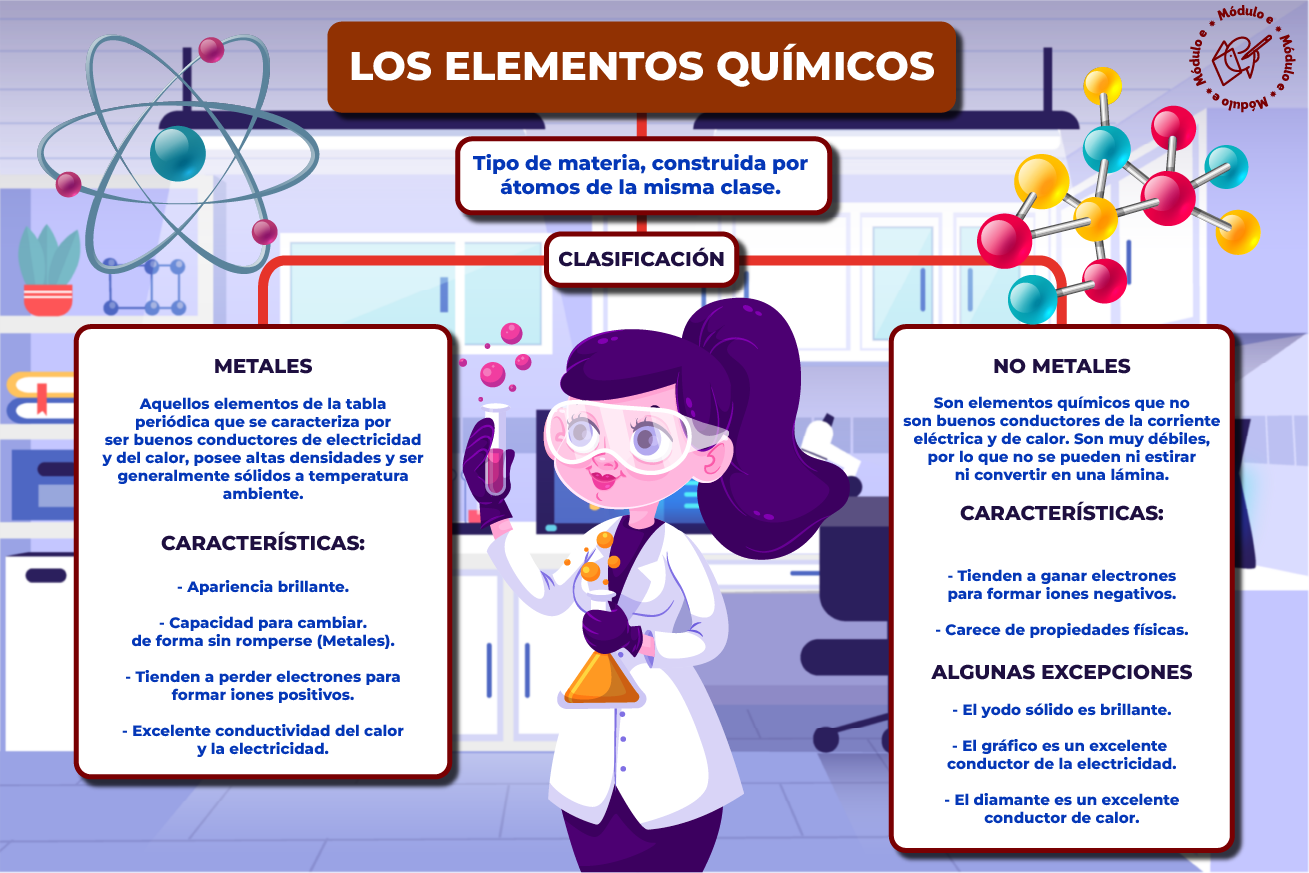 LOS ELEMENTOS QUÍMICOS
Módulo e * Módulo e * Módulo e * Módulo e *
Tipo de materia, construida por
átomos de la misma clase.
CLASIFICACIÓN
METALES
Aquellos elementos de la tabla
periódica que se caracteriza por
ser buenos conductores de electricidad
y del calor, posee altas densidades y ser
generalmente sólidos a temperatura
ambiente.
CARACTERÍSTICAS:
- Apariencia brillante.
- Capacidad para cambiar.
de forma sin romperse (Metales).
- Tienden a perder electrones para
formar iones positivos.
- Excelente conductividad del calor
y la electricidad.
NO METALES
Son elementos químicos que no
son buenos conductores de la corriente
eléctrica y de calor. Son muy débiles,
por lo que no se pueden ni estirar
ni convertir en una lámina.
CARACTERÍSTICAS:
- Tienden a ganar electrones
para formar iones negativos.
- Carece de propiedades físicas.
ALGUNAS EXCEPCIONES
- El yodo sólido es brillante.
- El gráfico es un excelente
conductor de la electricidad.
- El diamante es un excelente
conductor de calor.